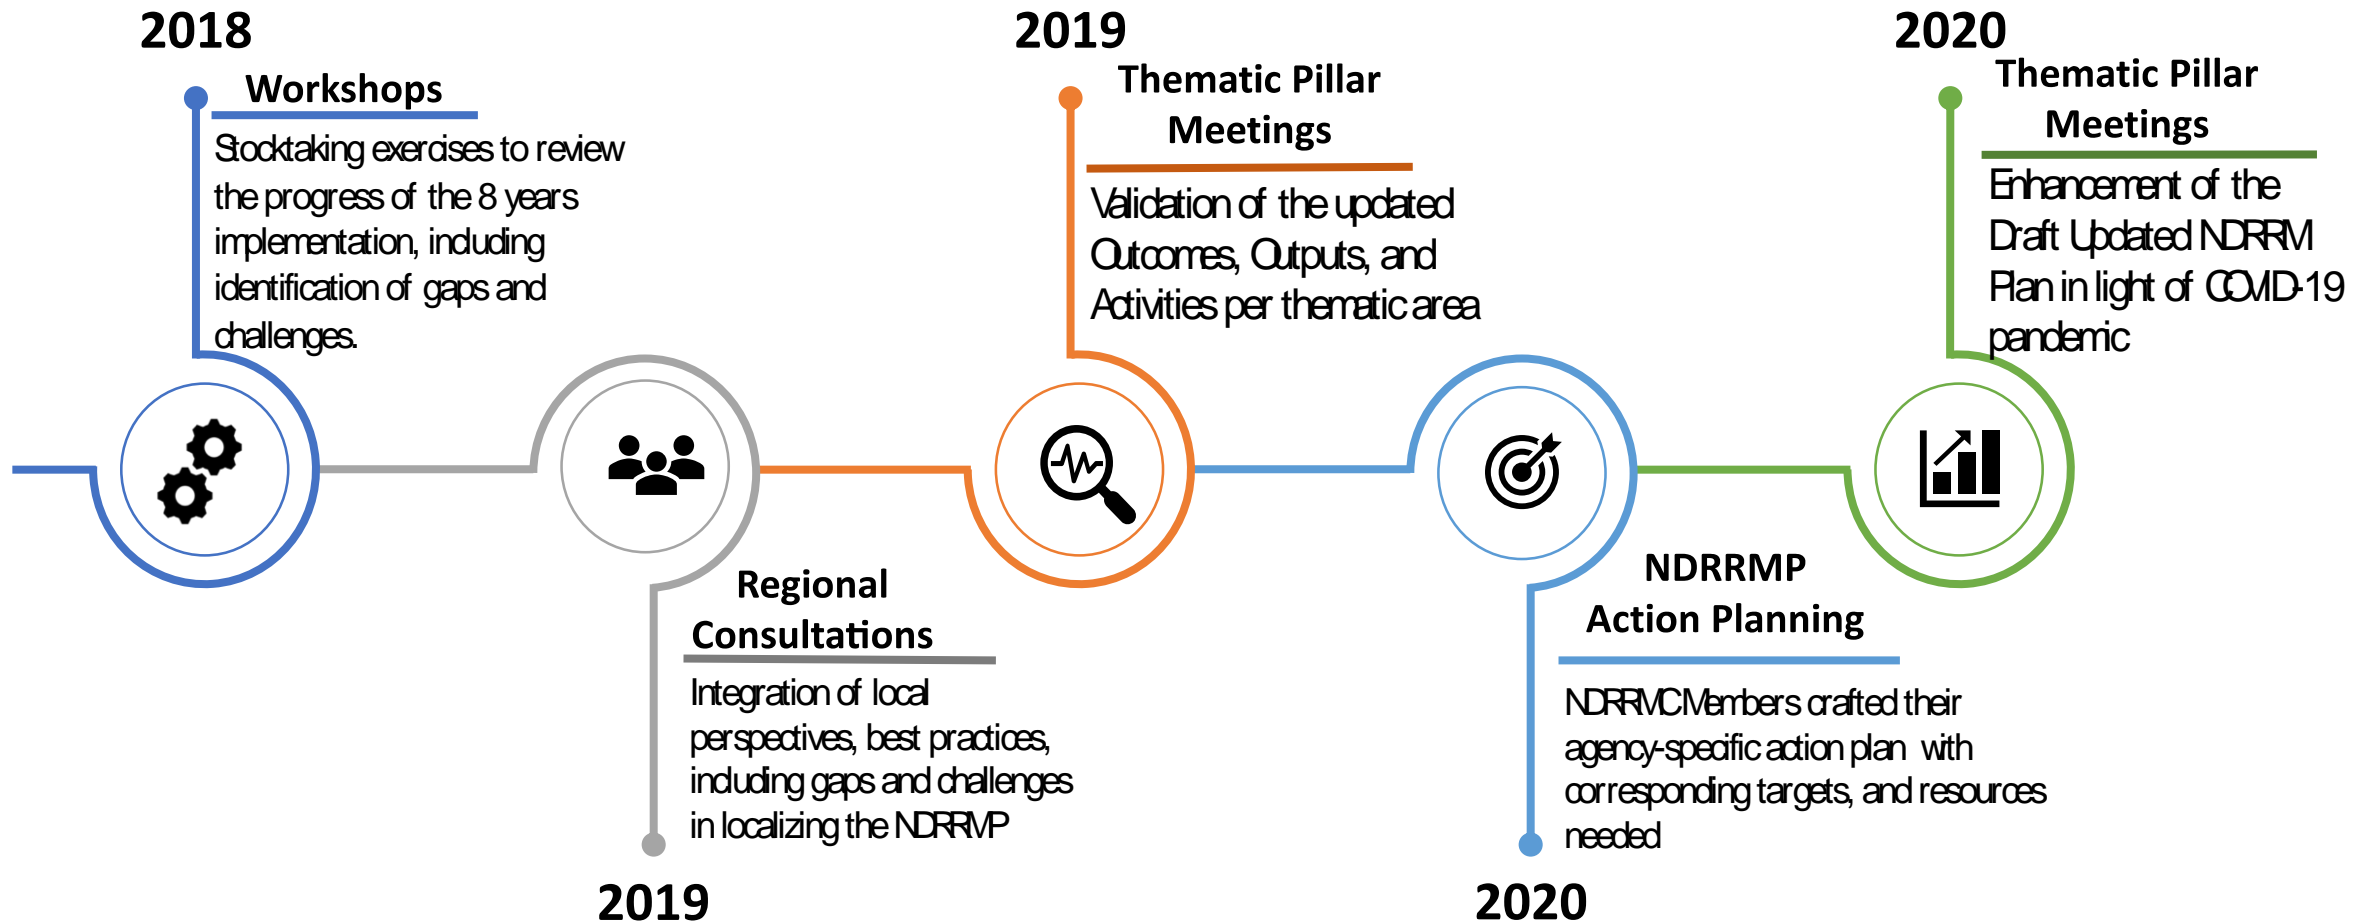 2018
Workshops
Stocktaking exercises to review
the progress of the 8 years
implementation, including
identification of gaps and
challenges.
Regional
Consultations
Integration of local
perspectives, best practices,
including gaps and challenges
in localizing the NDRRMP
2019
2019
Thematic Pillar
Meetings
Validation of the updated
Outcomes, Outputs, and
Activities per thematic area
NDRRMP
Action Planning
NDRRMC Members crafted their
agency-specific action plan with
corresponding targets, and resources
needed
2020
2020
Thematic Pillar
Meetings
Enhancement of the
Draft Updated NDRRM
Plan in light of COVID-19
pandemic